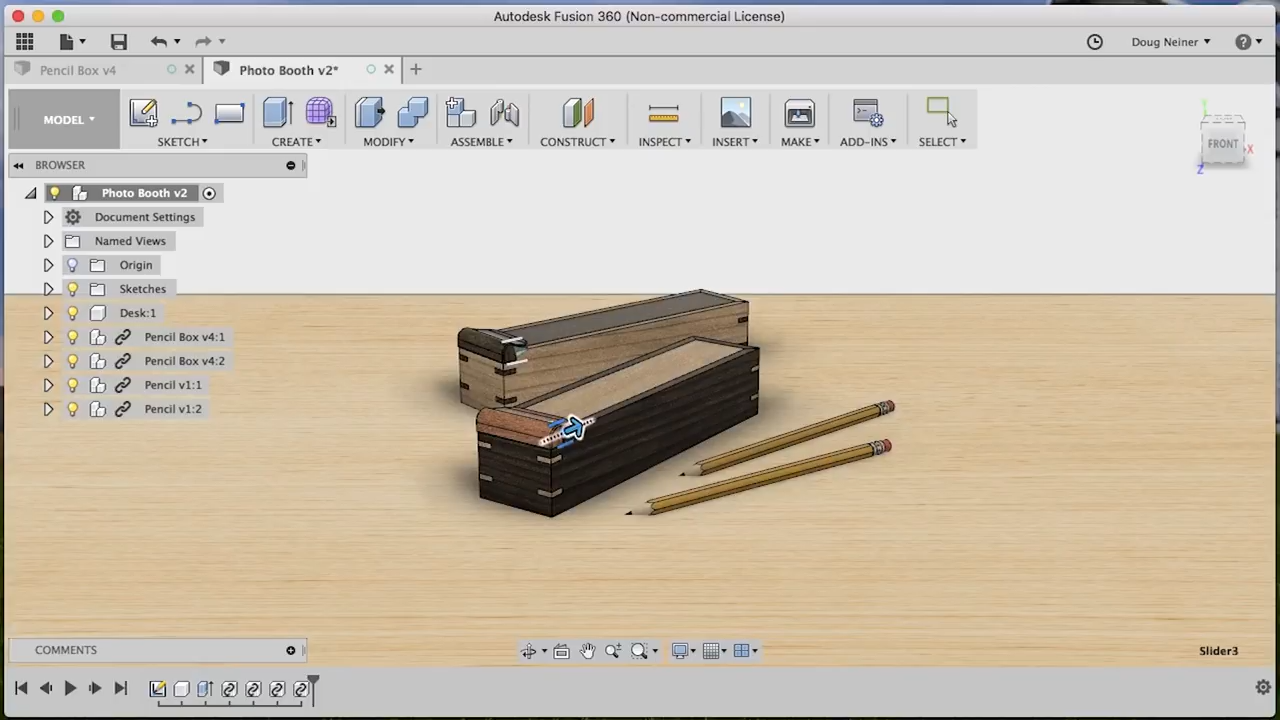 Autodesk Fusion 360 (Non-commercial License)
Doug Neiner
Pencil Box v4
Photo Booth v2*
MODEL
SKETCH
CREATE
MODIFY
ASSEMBLE
CONSTRUCT
INSPECT
INSERT
MAKE
ADD-INS
SELECT
FRONT
X
Z
BROWSER
Photo Booth v2
Document Settings
Named Views
Origin
Sketches
Desk:1
Pencil Box v4:1
Pencil Box v4:2
Pencil v1:1
Pencil v1:2
COMMENTS
Slider3